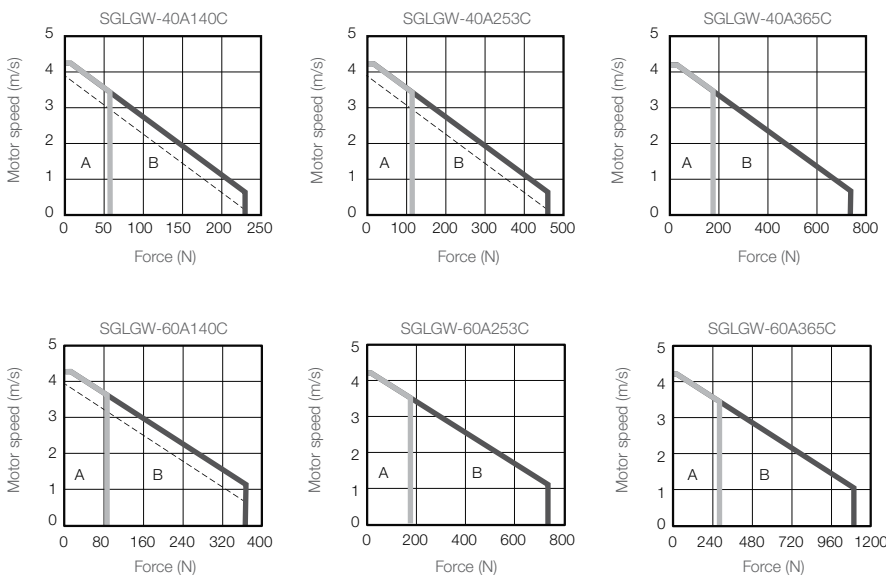 SGLGW-40A140C
Motor speed (m/s)
5
4
3
2
1
0
A
B
0 50 100 150 200 250
Force (N)
SGLGW-40A253C
Motor speed (m/s)
5
4
3
2
1
0
A
B
0 100 200 300 400 500
Force (N)
SGLGW-40A365C
Motor speed (m/s)
5
4
3
2
1
0
A
B
0 200 400 600 800
Force (N)
SGLGW-60A140C
Motor speed (m/s)
5
4
3
2
1
0
A
B
0 80 160 240 320 400
Force (N)
SGLGW-60A253C
Motor speed (m/s)
5
4
3
2
1
0
A
B
0 200 400 600 800
Force (N)
SGLGW-60A365C
Motor speed (m/s)
5
4
3
2
1
0
A
B
0 240 480 720 960 1200
Force (N)